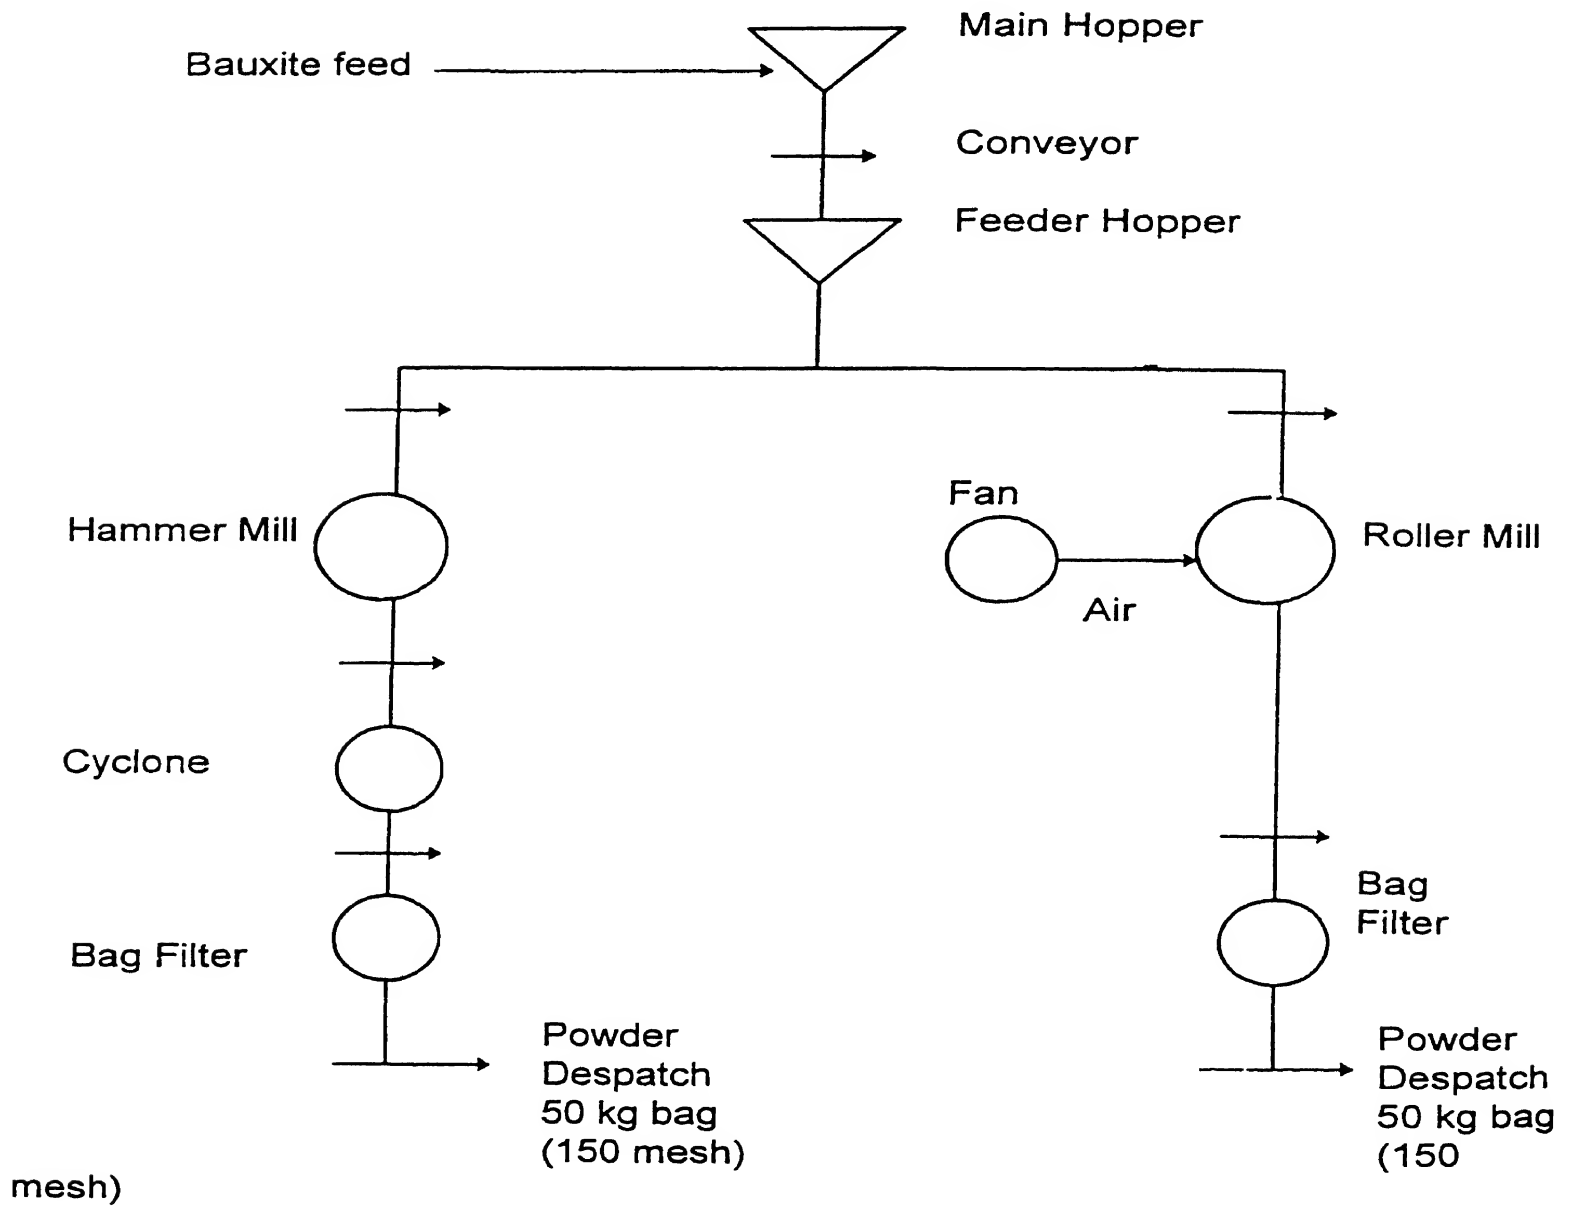 Main Hopper
Bauxite feed
Conveyor
Feeder Hopper
Fan
Hammer Mill
Roller Mill
Air
Cyclone
Bag
Filter
Bag Filter
Powder
Despatch
50 kg bag
(150 mesh)
Powder
Despatch
50 kg bag
(150
mesh)